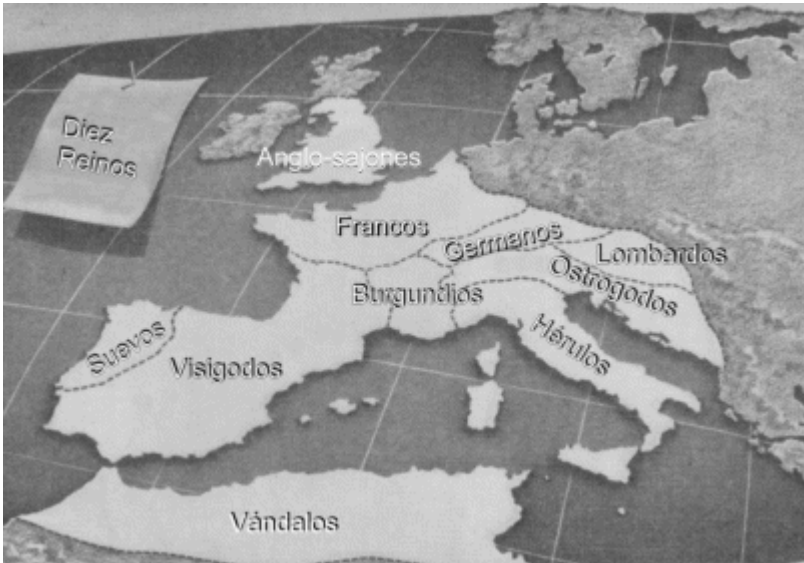 Diez
Reinos
Anglo-sajones
Francos
Germanos
Lombardos
Ostrogodos
Burgundios
Hérulos
Suevos
Visigodos
Vándalos